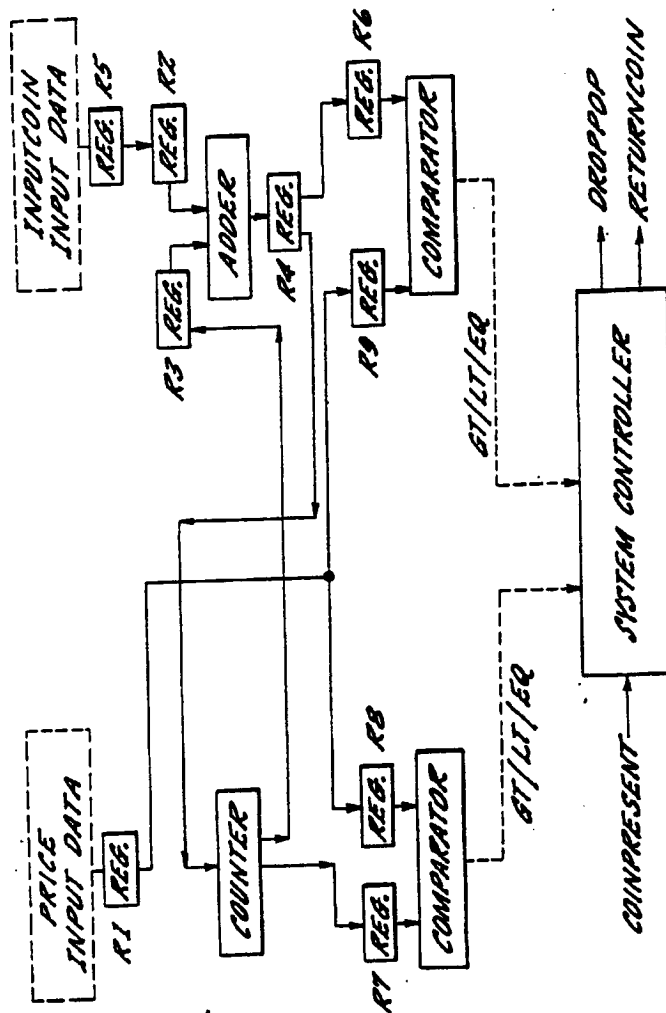 PRICE
INPUT DATA
INPUTCOIN
INPUT DATA
REG.
R1
REG.
R5
REG.
R2
R3
REG.
ADDER
COUNTER
REG.
R4
R7
REG.
REG.
R8
R9
REG.
REG.
R6
COMPARATOR
COMPARATOR
GT/LT/EQ
GT/LT/EQ
COINPRESENT
SYSTEM CONTROLLER
DROPPOP
RETURNCOIN